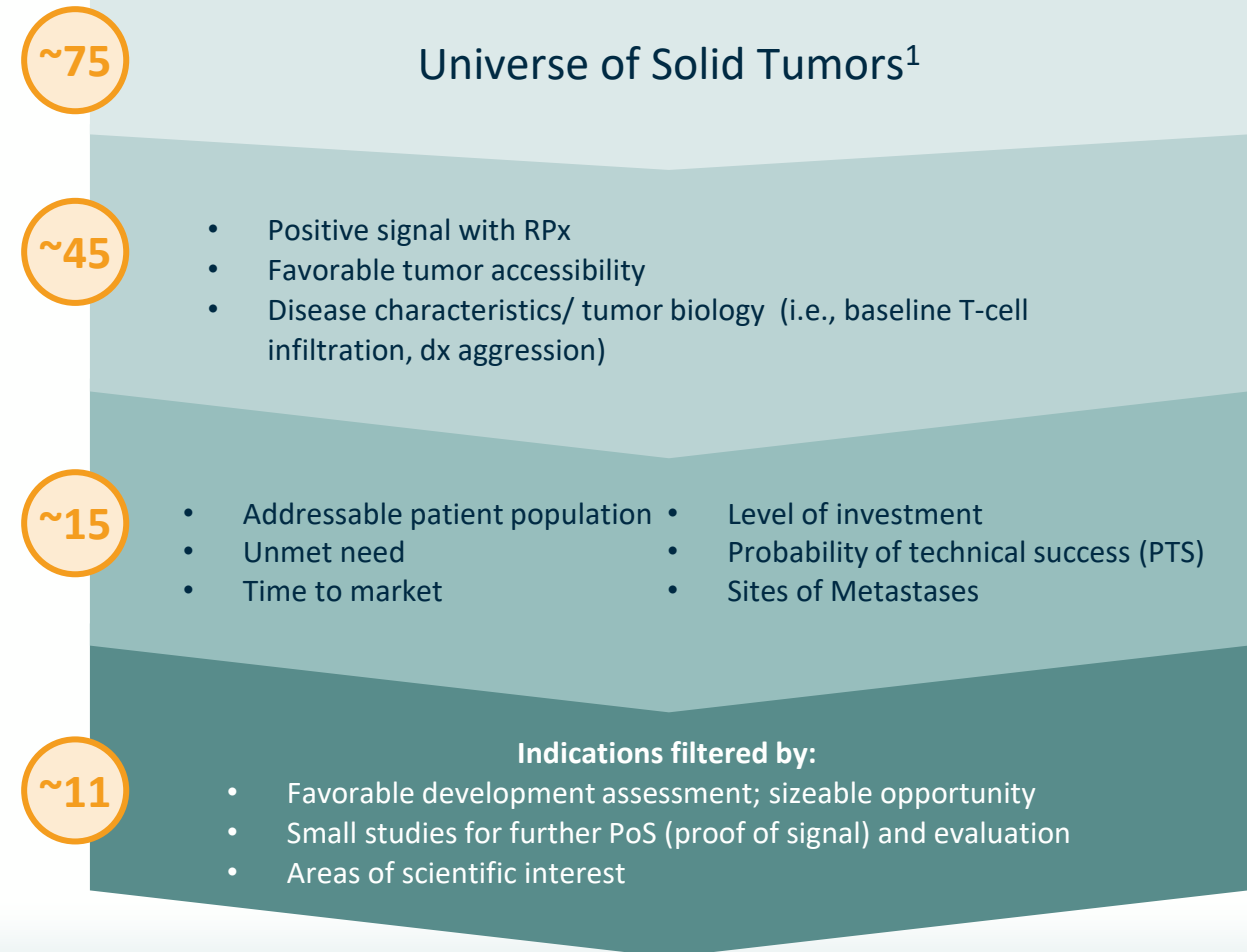 ~75
Universe of Solid Tumors1
~45
• Positive signal with RPx
• Favorable tumor accessibility
• Disease characteristics/ tumor biology (i.e., baseline T-cell
infiltration, dx aggression)
~15
• Addressable patient population
• Unmet need
• Time to market
• Level of investment
• Probability of technical success (PTS)
• Sites of Metastases
~11
Indications filtered by:
• Favorable development assessment; sizeable opportunity
• Small studies for further PoS (proof of signal) and evaluation
• Areas of scientific interest